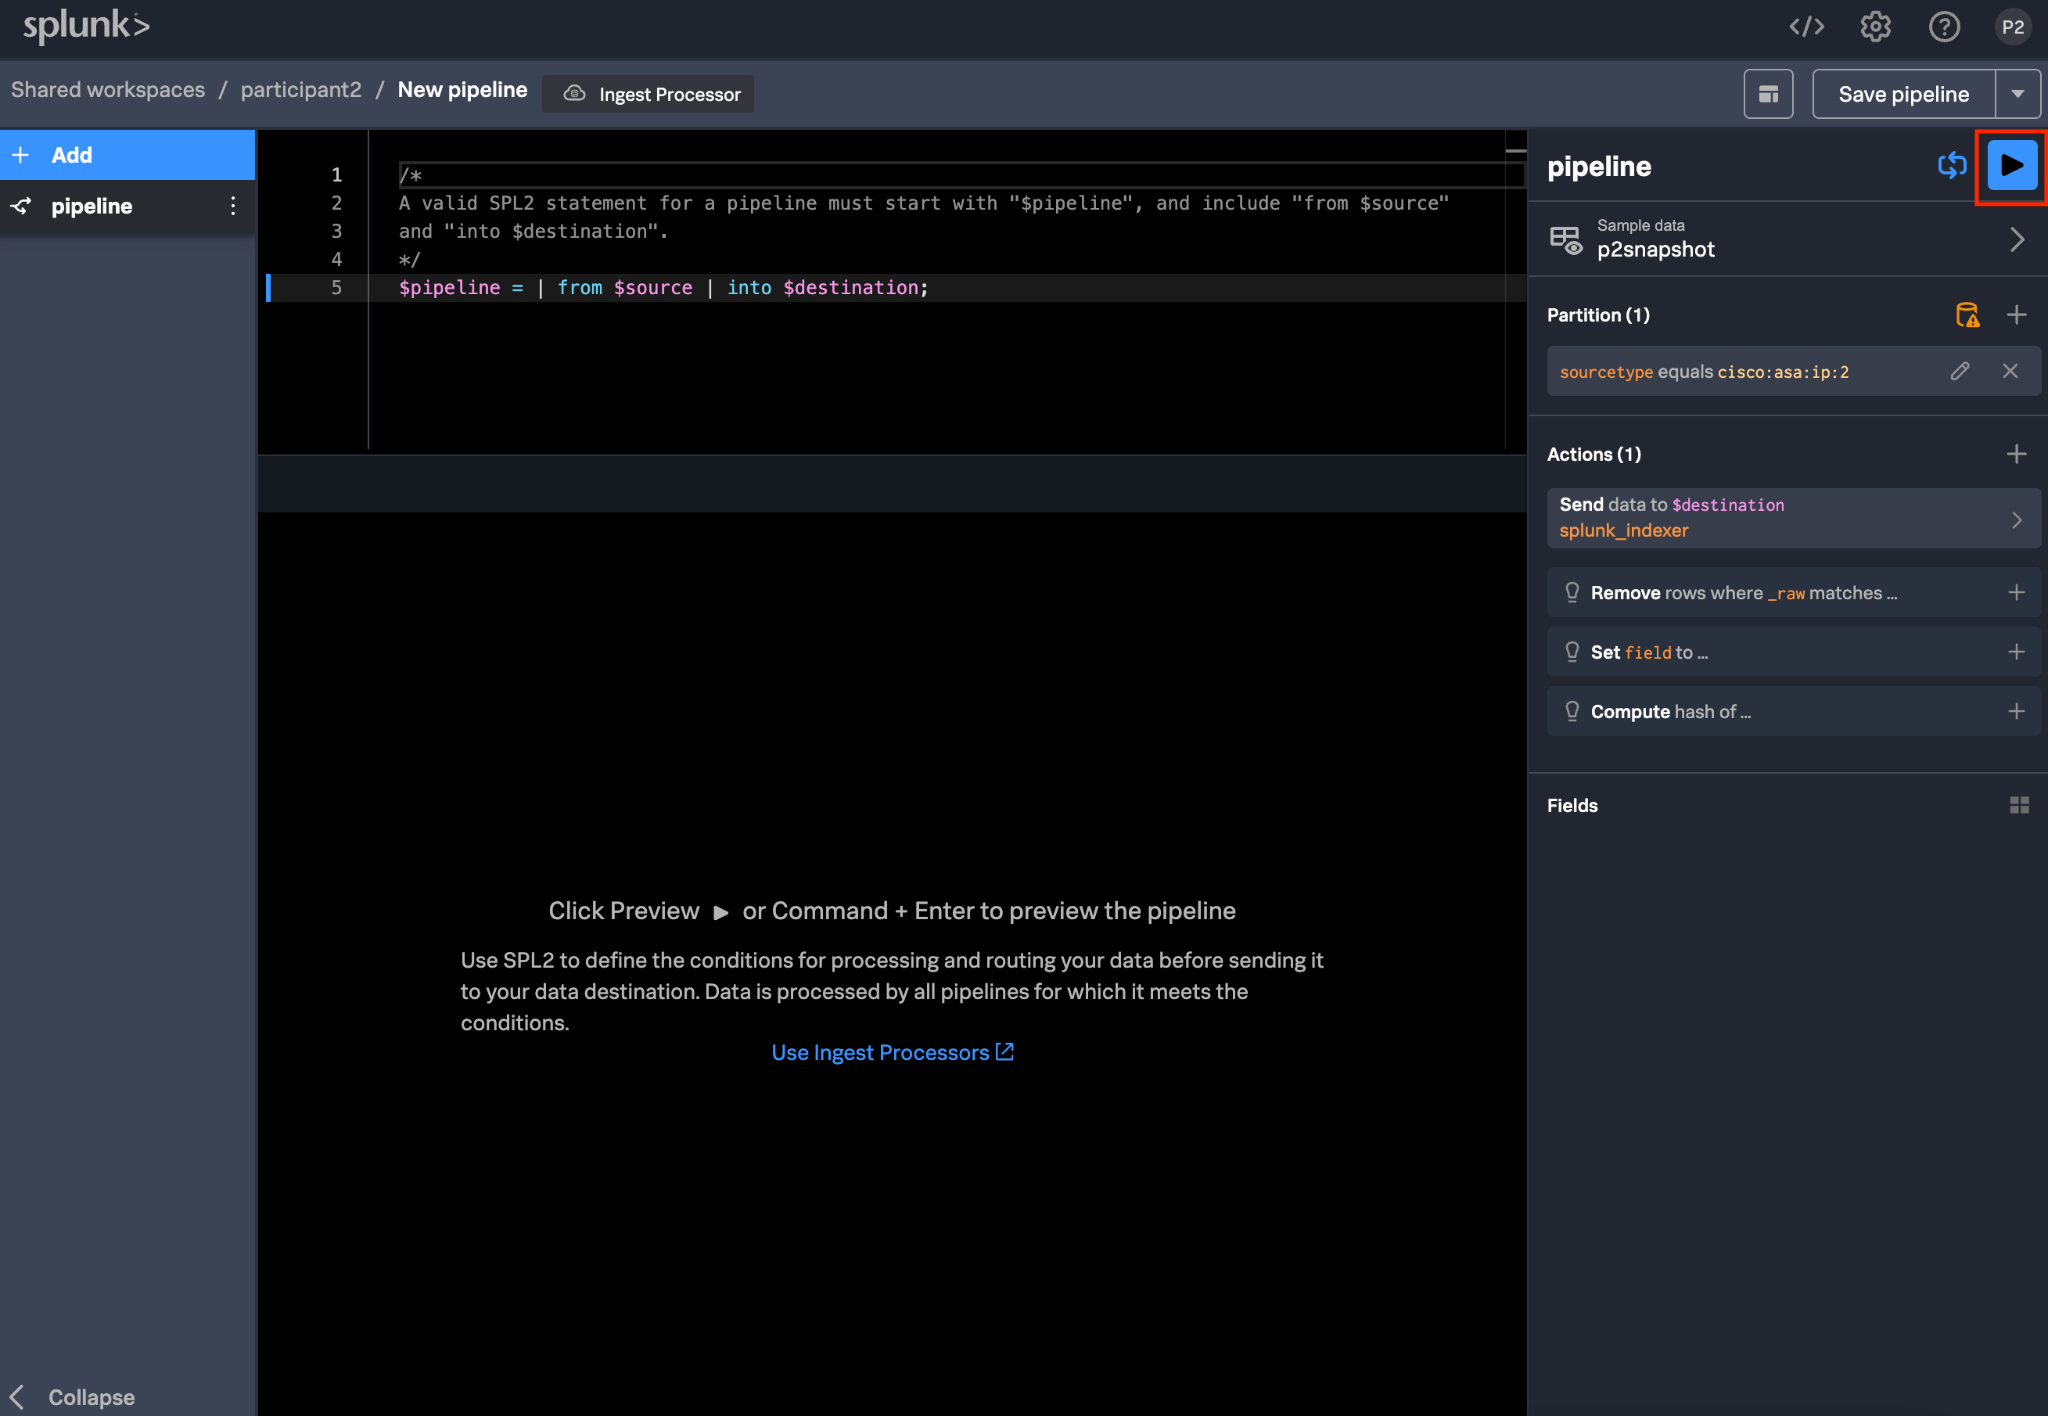 splunk>
P2
Shared workspaces / participant2 / New pipeline
Ingest Processor
Save pipeline
+ Add
pipeline
1 /*
2 A valid SPL2 statement for a pipeline must start with "$pipeline", and include "from $source"
3 and "into $destination".
4 */
5 $pipeline = | from $source | into $destination;
Click Preview ▶ or Command + Enter to preview the pipeline
Use SPL2 to define the conditions for processing and routing your data before sending it
to your data destination. Data is processed by all pipelines for which it meets the
conditions.
Use Ingest Processors
Collapse
pipeline
Sample data
p2snapshot
Partition (1)
sourcetype equals cisco:asa:ip:2
Actions (1)
Send data to $destination
splunk_indexer
Remove rows where _raw matches ...
Set field to ...
Compute hash of ...
Fields